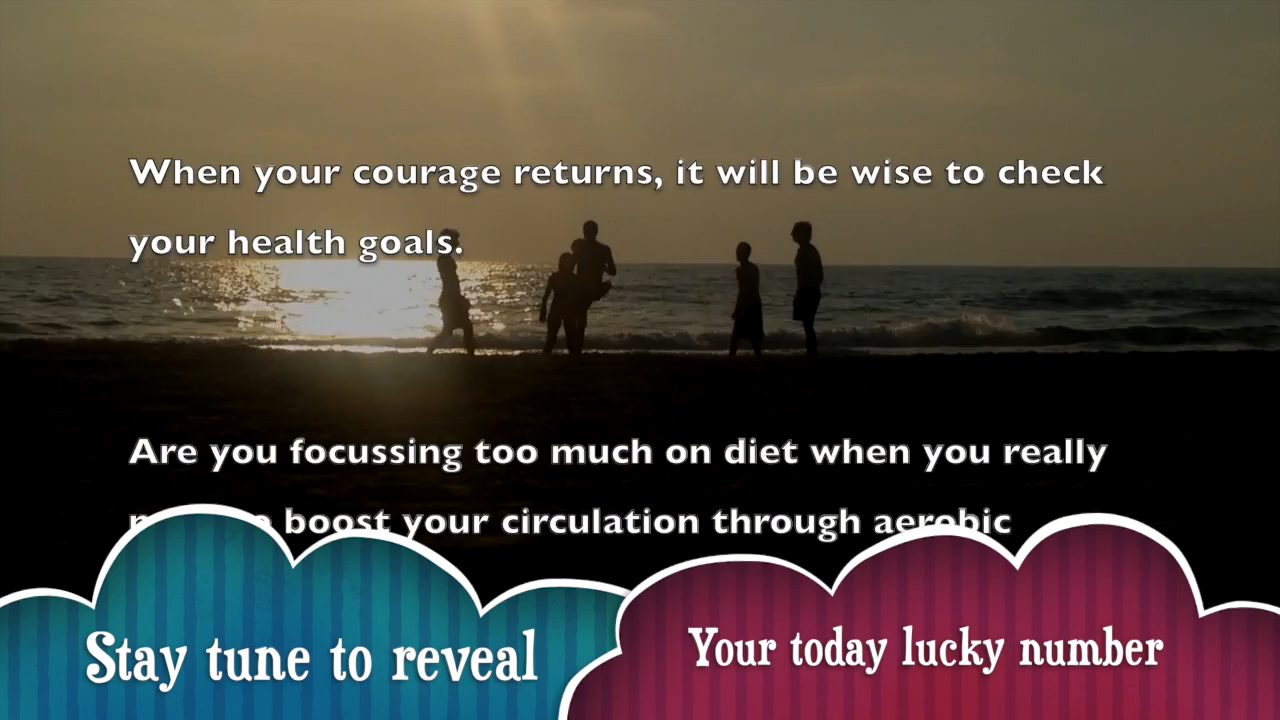 When your courage returns, it will be wise to check
your health goals.
Are you focussing too much on diet when you really
boost your circulation through aerobic
Stay tune to reveal
Your today lucky number